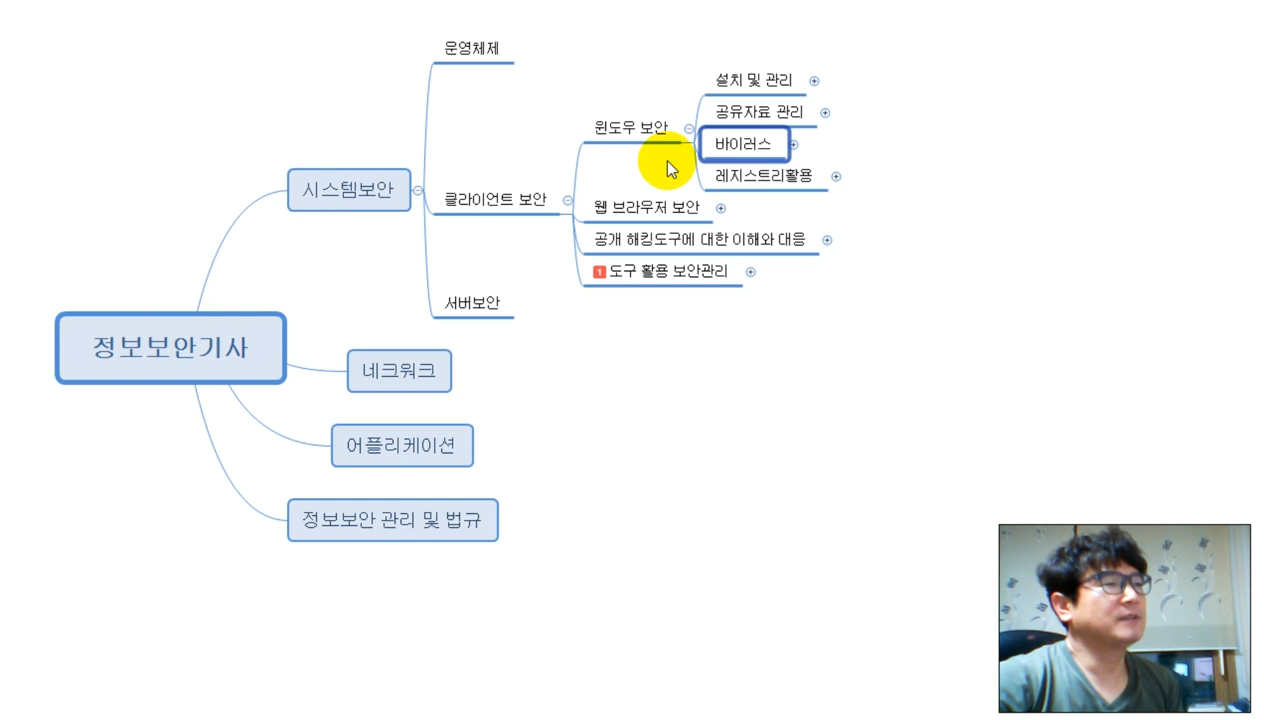 운영체제
설치 및 관리
공유자료 관리
윈도우 보안
바이러스
레지스트리활용
시스템보안
클라이언트 보안
웹 브라우저 보안
공개 해킹도구에 대한 이해와 대응
1 도구 활용 보안관리
서버보안
정보보안기사
네크워크
어플리케이션
정보보안 관리 및 법규